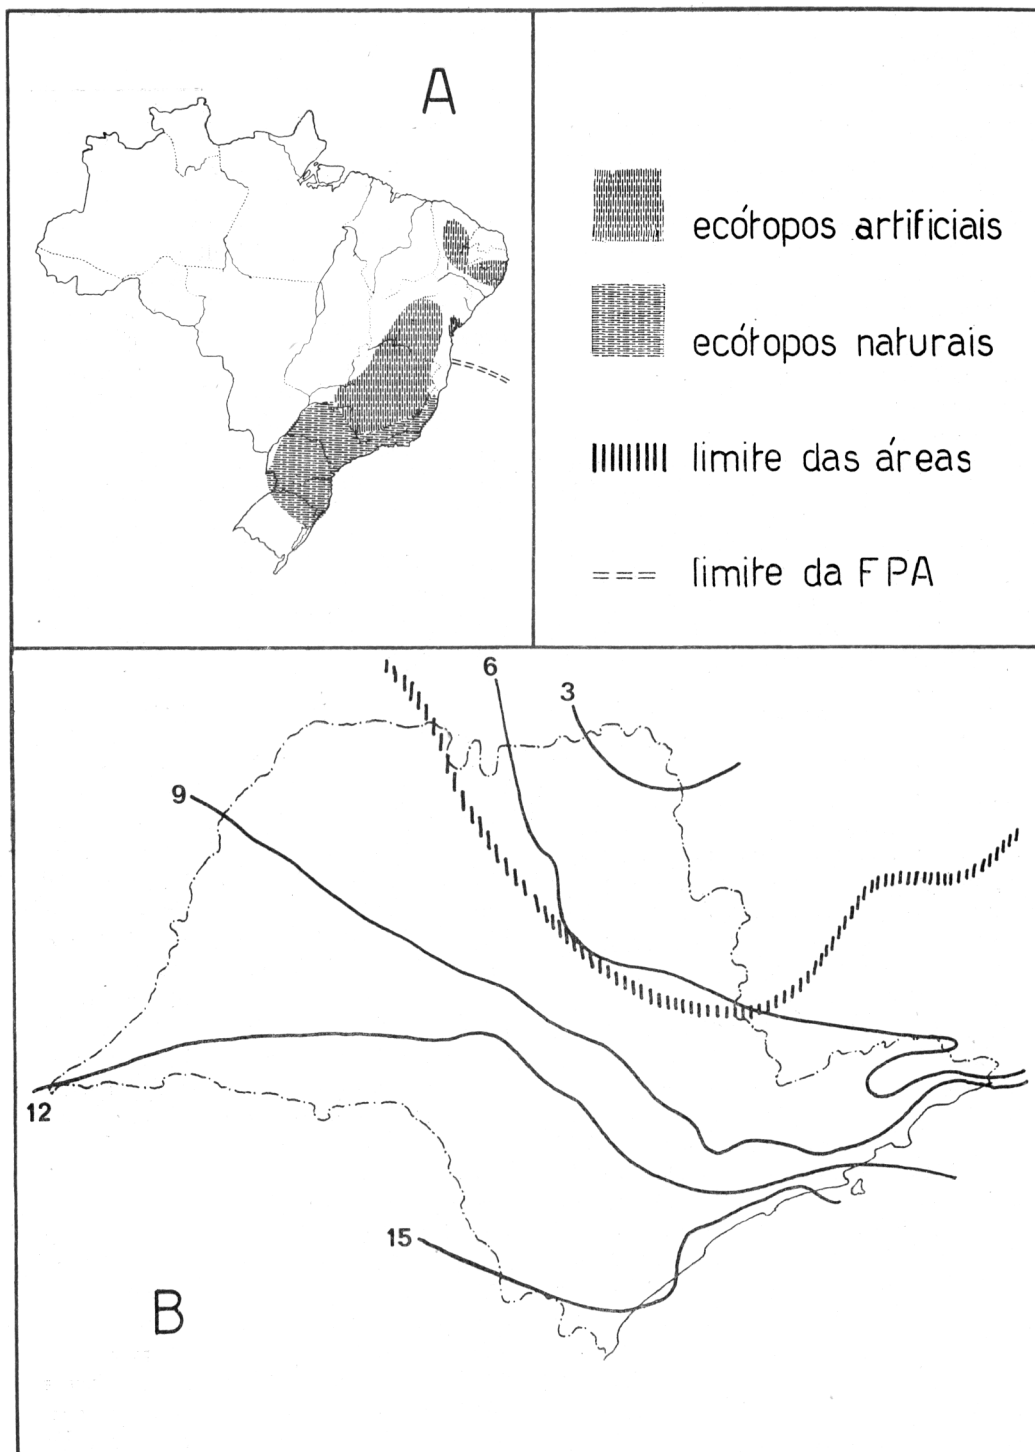 A
ecótopos artificiais
ecótopos naturais
limite das áreas
limite da FPA
6
3
9
12
15
B